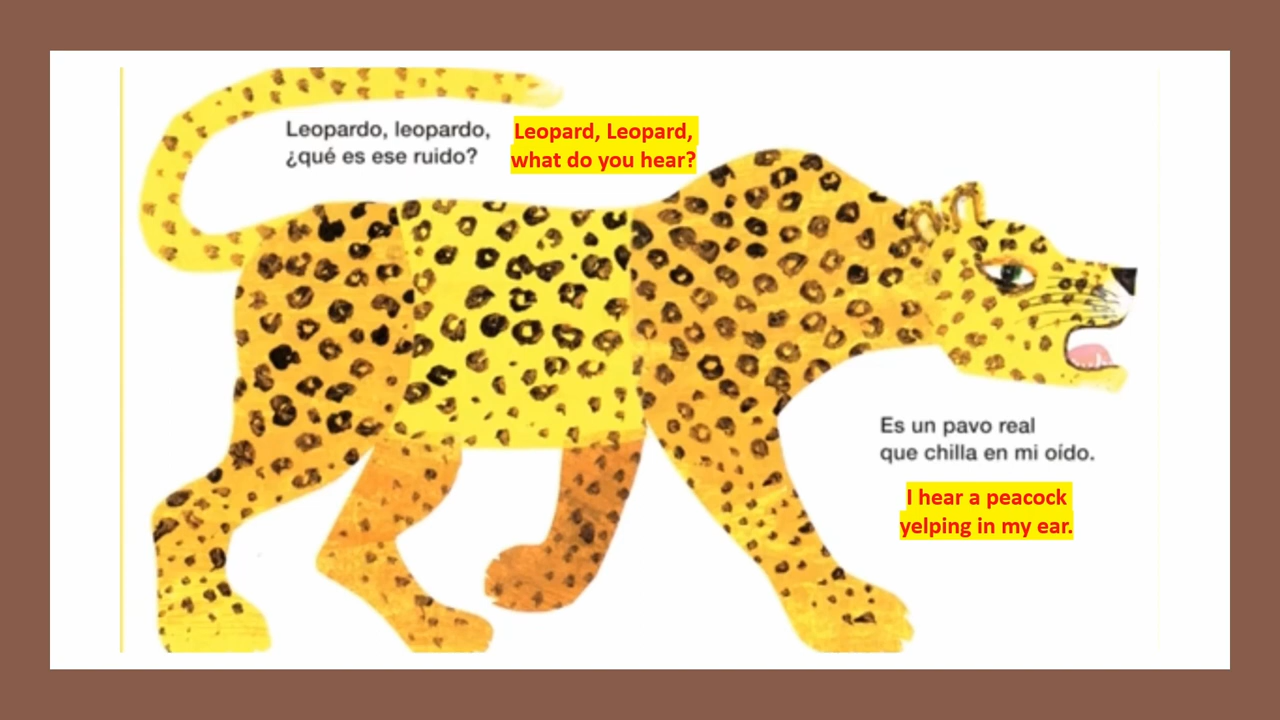 Leopardo, leopardo,
¿qué es ese ruido?
Leopard, Leopard,
what do you hear?
Es un pavo real
que chilla en mi oído.
I hear a peacock
yelping in my ear.